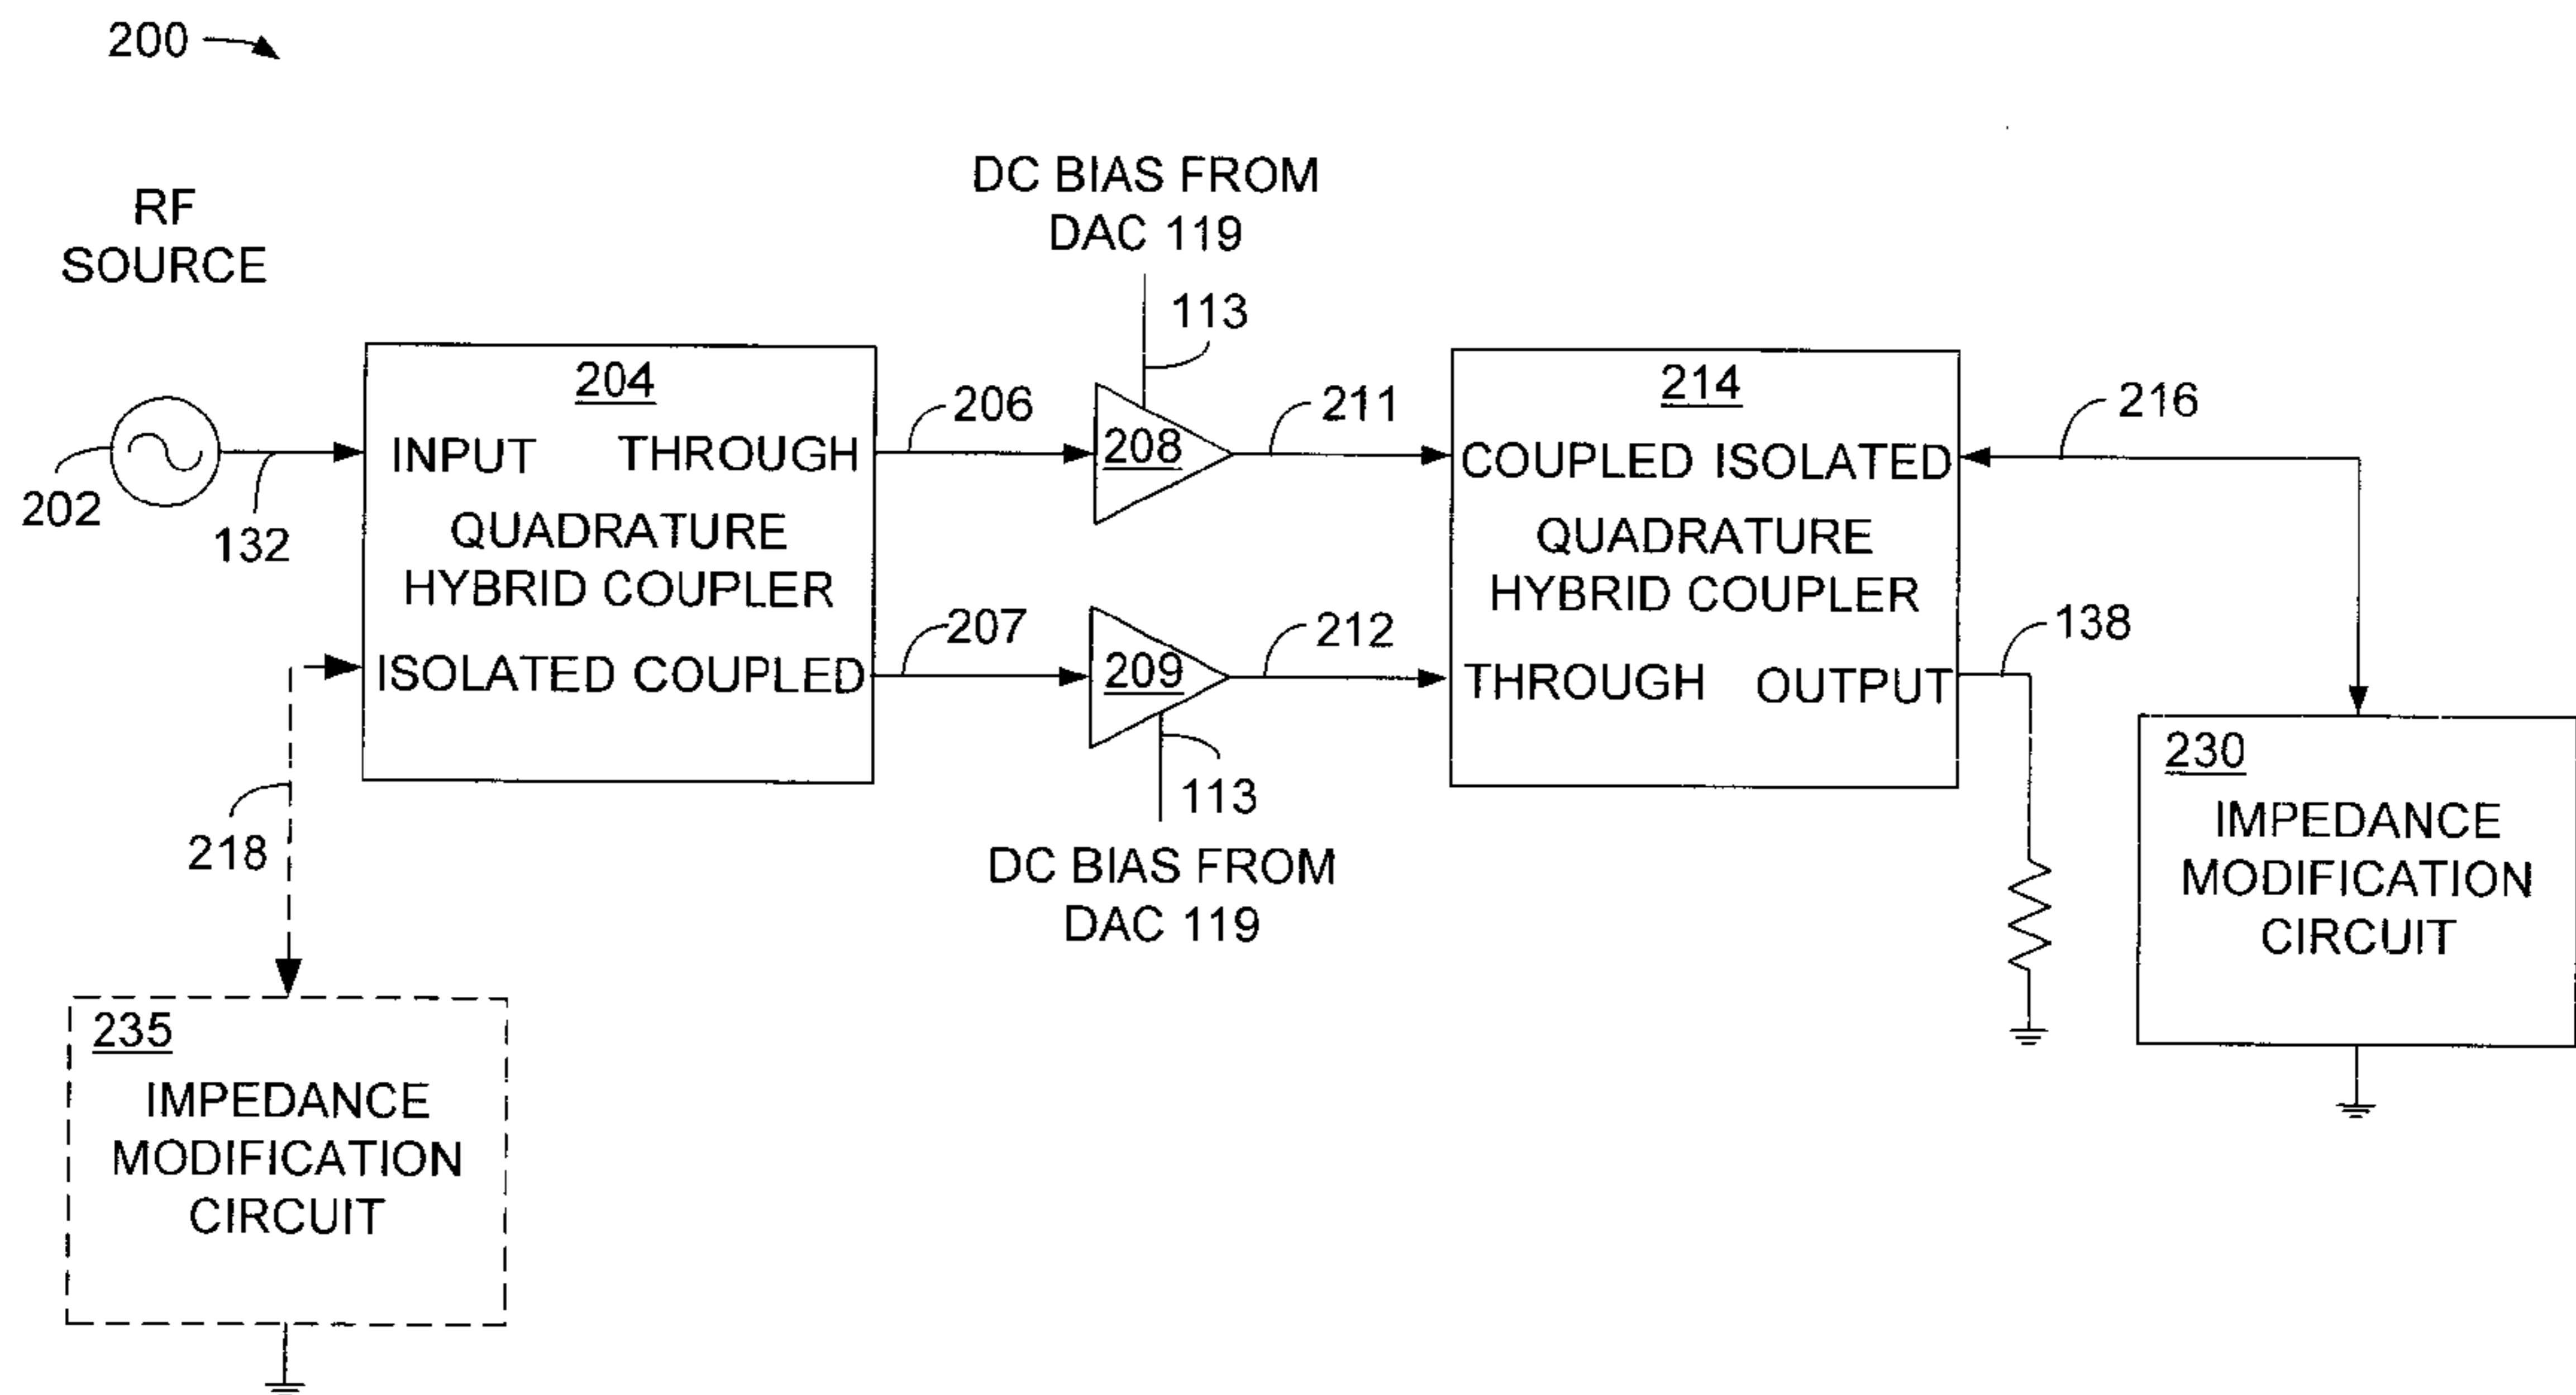 200
RF
SOURCE
202
132
204
INPUT THROUGH
QUADRATURE
HYBRID COUPLER
ISOLATED COUPLED
206
207
218
235
IMPEDANCE
MODIFICATION
CIRCUIT
DC BIAS FROM
DAC 119
113
208
209
113
DC BIAS FROM
DAC 119
211
212
214
COUPLED ISOLATED
QUADRATURE
HYBRID COUPLER
THROUGH OUTPUT
216
138
230
IMPEDANCE
MODIFICATION
CIRCUIT